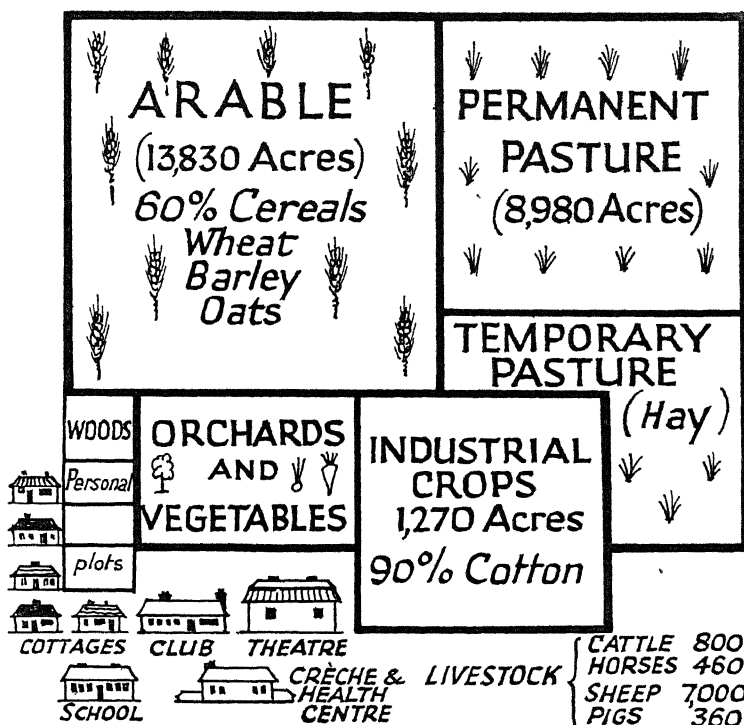 ARABLE
(13,830 Acres)
60% Cereals
Wheat
Barley
Oats
PERMANENT
PASTURE
(8,980 Acres)
TEMPORARY
PASTURE
(Hay)
WOODS
Personal
plots
ORCHARDS
AND
VEGETABLES
INDUSTRIAL
CROPS
1,270 Acres
90% Cotton
COTTAGES
CLUB
THEATRE
SCHOOL
CRÈCHE &
HEALTH
CENTRE
LIVESTOCK
CATTLE 800
HORSES 460
SHEEP 7,000
PIGS 360